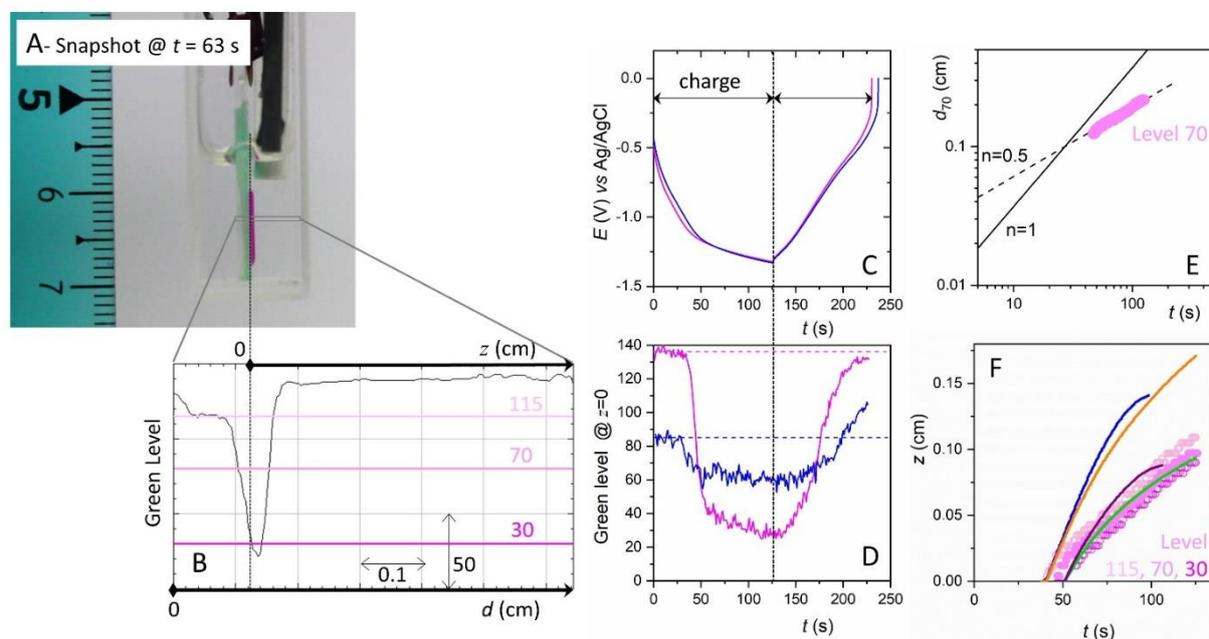 A- Snapshot @ t = 63 s
5
6
7
0
z (cm)
115
70
30
Green Level
B
0.1
50
0
d (cm)
charge
0.0
-0.5
-1.0
-1.5
E (V) vs Ag/AgCl
C
0 50 100 150 200 250
t (s)
140
120
100
80
60
40
20
0
Green level @ z=0
D
0 50 100 150 200 250
t (s)
d70 (cm)
0.1
0.01
Level 70
n=0.5
n=1
E
10 100
t (s)
0.20
0.15
0.10
0.05
0.00
z (cm)
F
Level
115, 70, 30
0 50 100
t (s)